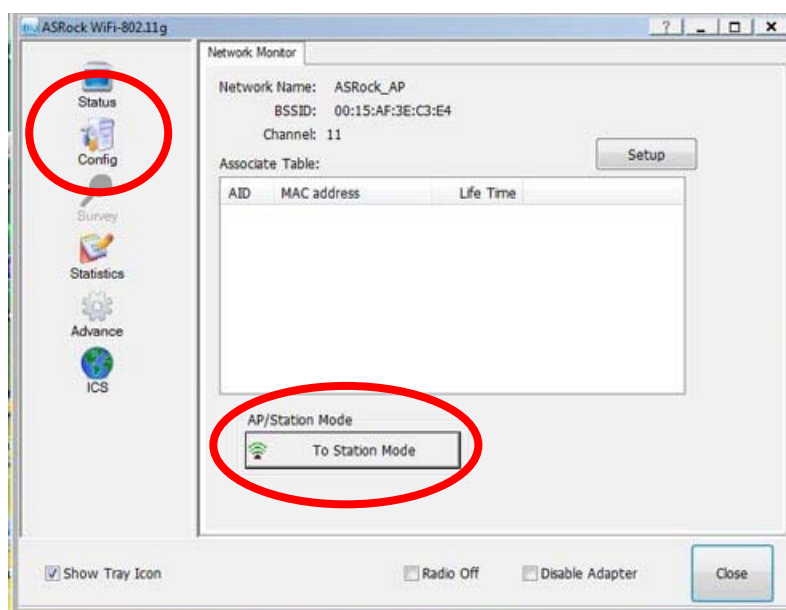 ASRock WiFi-802.11g
Status
Config
Survey
Statistics
Advance
ICS
Network Monitor
Network Name: ASRock_AP
BSSID: 00:15:AF:3E:C3:E4
Channel: 11
Setup
Associate Table:
AID MAC address Life Time
AP/Station Mode
To Station Mode
Show Tray Icon
Radio Off
Disable Adapter
Close